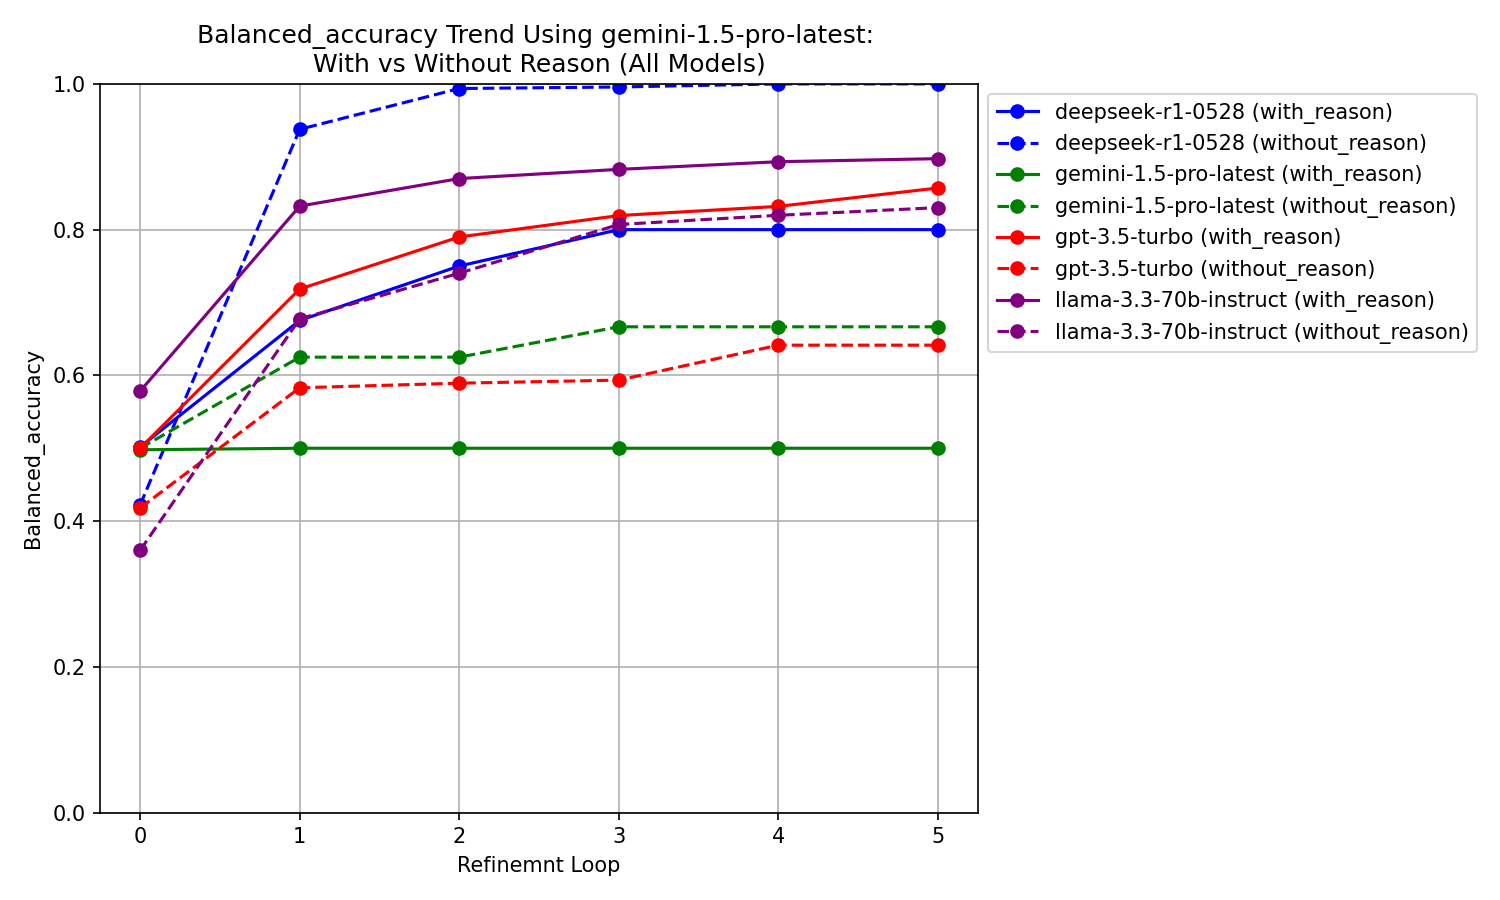 Balanced_accuracy Trend Using gemini-1.5-pro-latest:
With vs Without Reason (All Models)
1.0
0.8
0.6
0.4
0.2
0.0
Balanced_accuracy
0 1 2 3 4 5
Refinemnt Loop
deepseek-r1-0528 (with_reason)
deepseek-r1-0528 (without_reason)
gemini-1.5-pro-latest (with_reason)
gemini-1.5-pro-latest (without_reason)
gpt-3.5-turbo (with_reason)
gpt-3.5-turbo (without_reason)
llama-3.3-70b-instruct (with_reason)
llama-3.3-70b-instruct (without_reason)